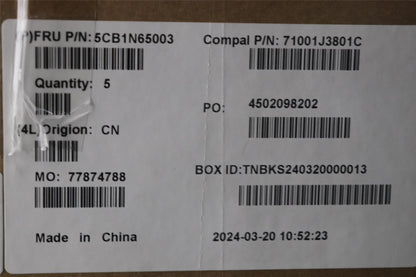 (P)FRU P/N:5CB1N65003
Compal P/N: 71001J3801C
Quantity: 5
PO: 4502098202
(4L)Origion: CN
MO: 77874788
BOX ID:TNBKS240320000013
Made in China
2024-03-20 10:52:23